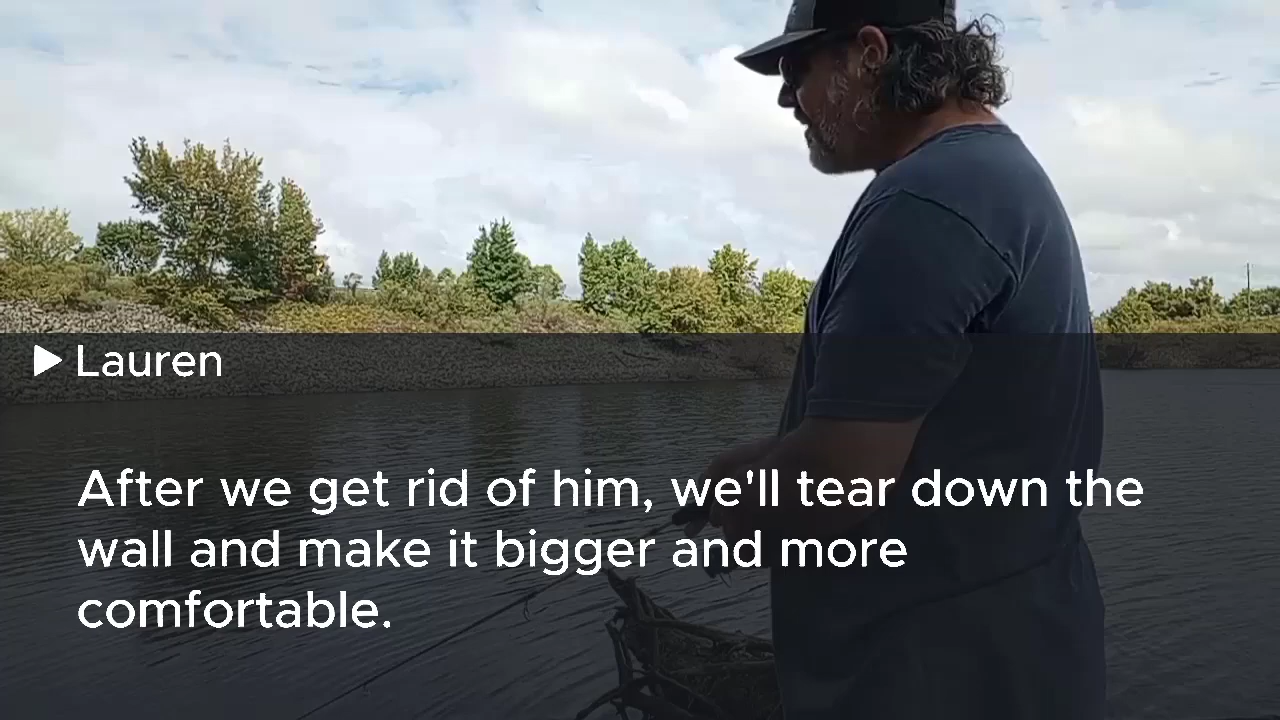 Lauren
After we get rid of him, we'll tear down the
wall and make it bigger and more
comfortable.